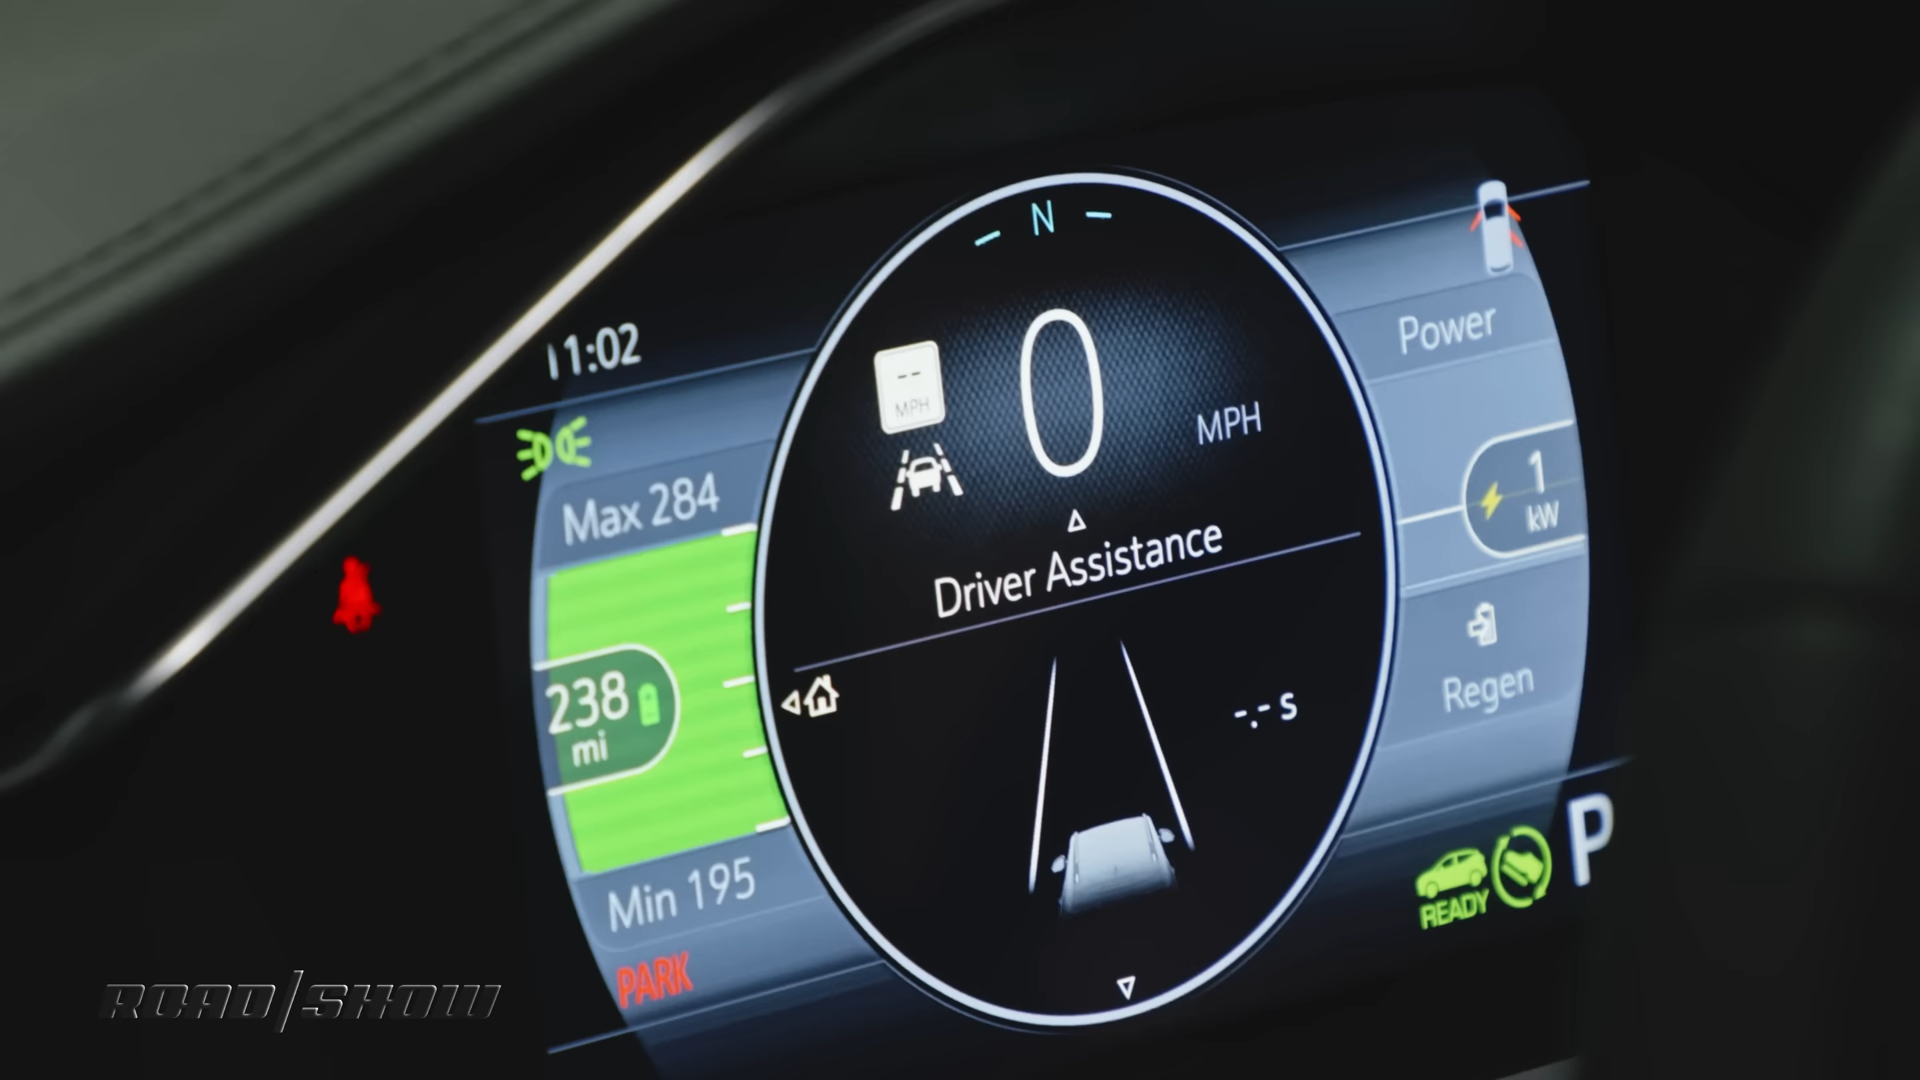 N
11:02
0
-- MPH
MPH
Power
Max 284
1
kW
Driver Assistance
238
mi
-.- s
Regen
Min 195
READY
P
PARK
ROAD/SHOW